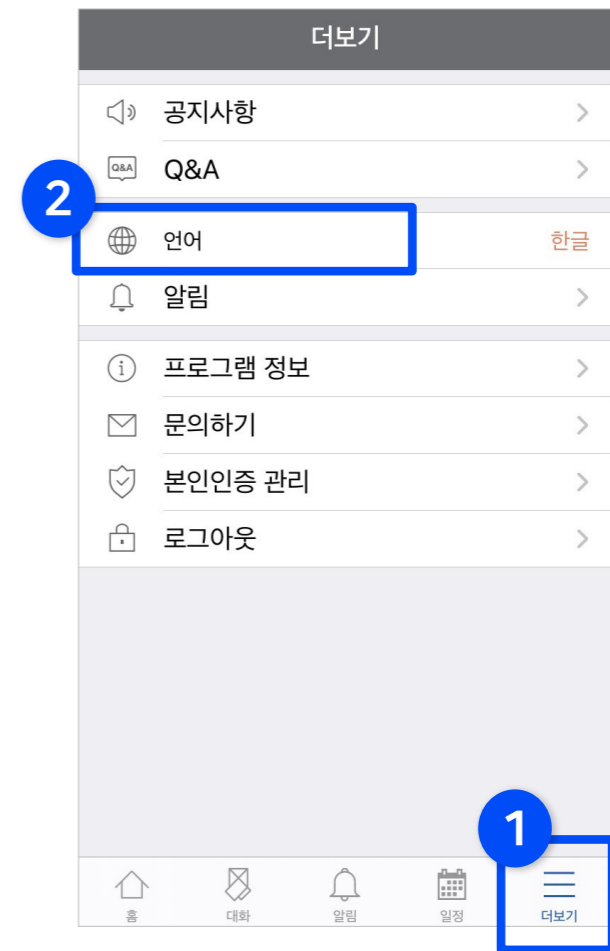 더보기
공지사항
Q&A
Q&A
2
언어
한글
알림
프로그램 정보
문의하기
본인인증 관리
로그아웃
1
홈
대화
알림
일정
더보기